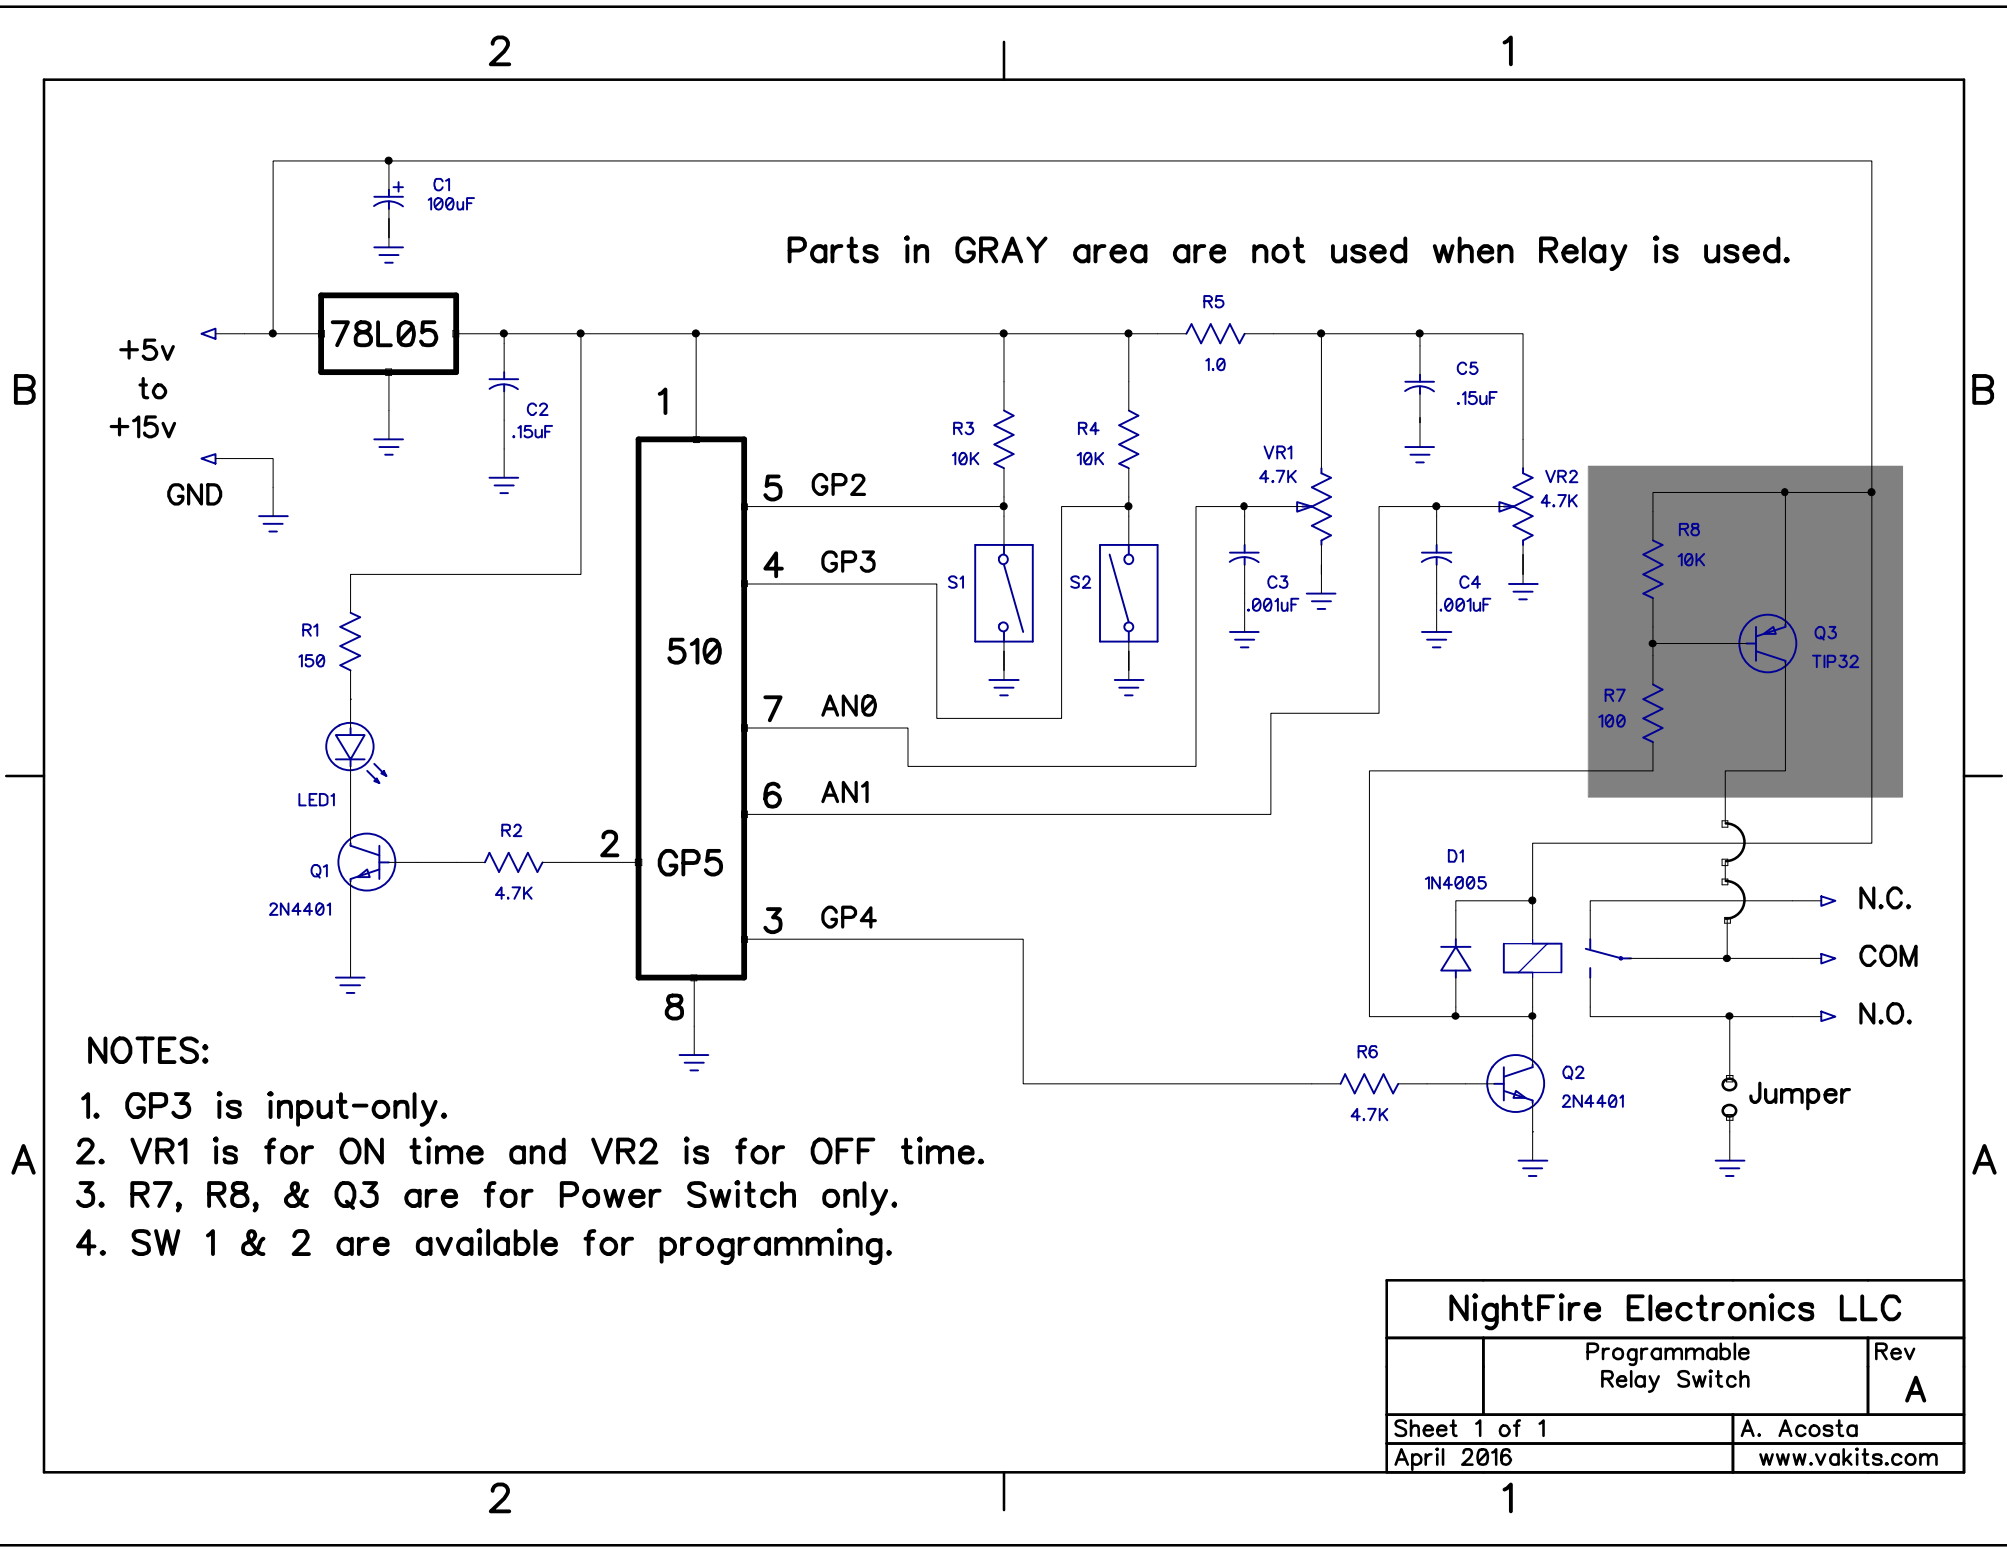 2
1
C1
100uF
Parts in GRAY area are not used when Relay is used.
+5v
to
+15v
GND
78L05
C2
.15uF
R5
1.0
C5
.15uF
B
B
1
R3
10K
R4
10K
VR1
4.7K
VR2
4.7K
5 GP2
4 GP3
S1
S2
C3
.001uF
C4
.001uF
R8
10K
Q3
TIP32
R7
100
R1
150
510
7 AN0
6 AN1
LED1
Q1
2N4401
R2
4.7K
2
GP5
3 GP4
8
D1
1N4005
N.C.
COM
N.O.
R6
4.7K
Q2
2N4401
Jumper
A
A
NOTES:
1. GP3 is input-only.
2. VR1 is for ON time and VR2 is for OFF time.
3. R7, R8, & Q3 are for Power Switch only.
4. SW 1 & 2 are available for programming.
NightFire Electronics LLC
Programmable
Relay Switch
Rev
A
Sheet 1 of 1
A. Acosta
April 2016
www.vakits.com
2
1